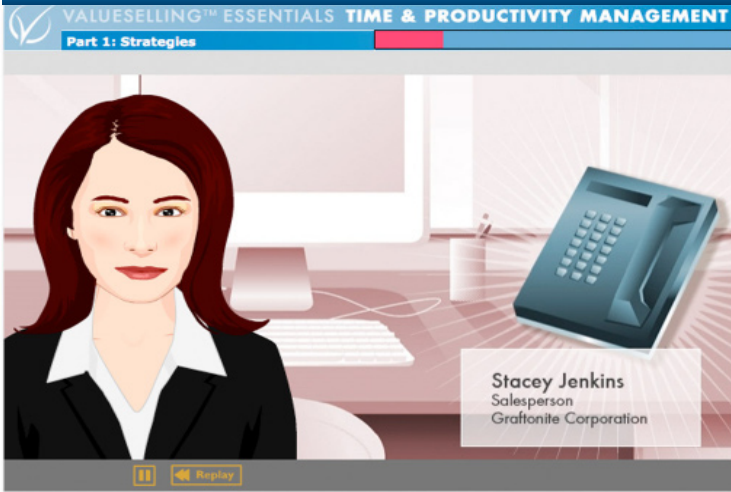 VALUESELLING™ ESSENTIALS TIME & PRODUCTIVITY MANAGEMENT
Part 1: Strategies
Stacey Jenkins
Salesperson
Graftonite Corporation
Replay